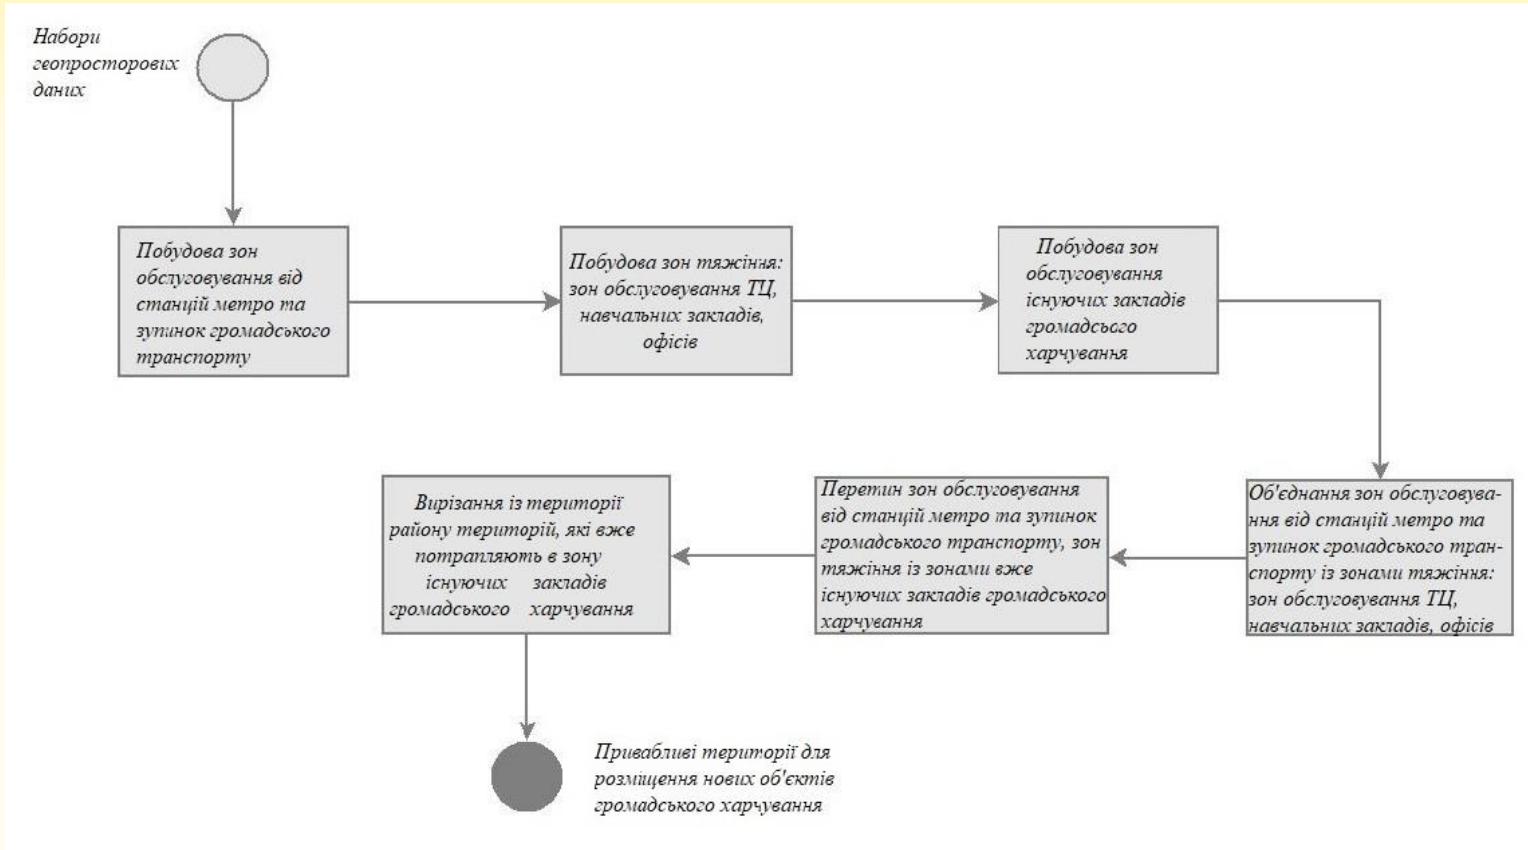 Набори
геопросторових
даних
Побудова зон
обслуговування від
станцій метро та
зупинок громадського
транспорту
Побудова зон тяжіння:
зон обслуговування ТЦ,
навчальних закладів,
офісів
Побудова зон
обслуговування
існуючих закладів
громадсього
харчування
Об'єднання зон обслуговува-
ння від станцій метро та
зупинок громадського тран-
спорту із зонами тяжіння:
зон обслуговування ТЦ,
навчальних закладів, офісів
Перетин зон обслуговування
від станцій метро та зупинок
громадського транспорту, зон
тяжіння із зонами вже
існуючих закладів громадського
харчування
Вирізання із території
району територій, які вже
потрапляють в зону
існуючих закладів
громадського харчування
Привабливі території для
розміщення нових об'єктів
громадського харчування